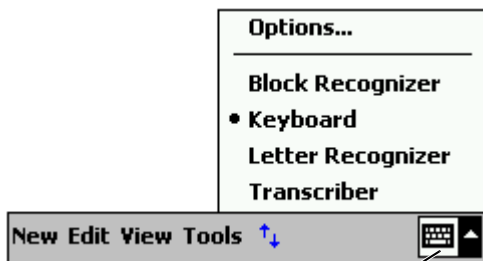 Options...
Block Recognizer
Keyboard
Letter Recognizer
Transcriber
New Edit View Tools